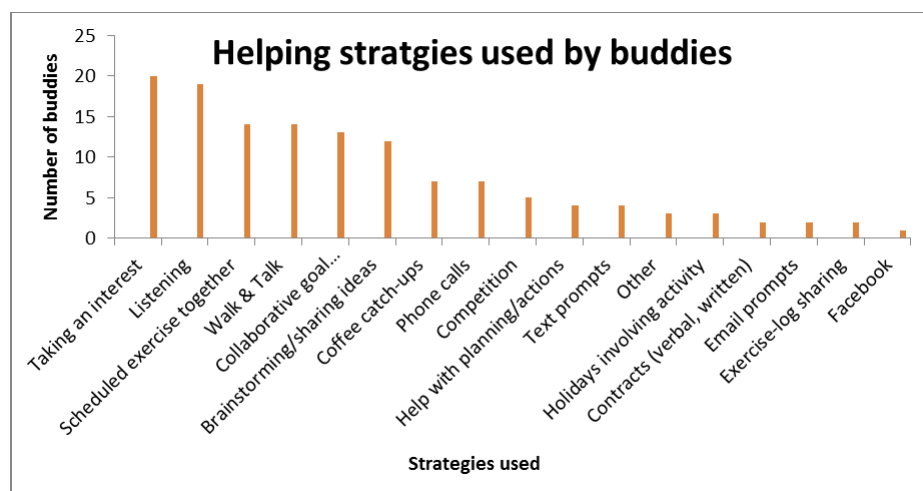 Helping stratgies used by buddies
Number of buddies
25
20
15
10
5
0
Taking an interest
Listening
Scheduled exercise together
Walk & Talk
Collaborative goal...
Brainstorming/sharing ideas
Coffee catch-ups
Phone calls
Competition
Help with planning/actions
Text prompts
Other
Holidays involving activity
Contracts (verbal, written)
Email prompts
Exercise-log sharing
Facebook
Strategies used